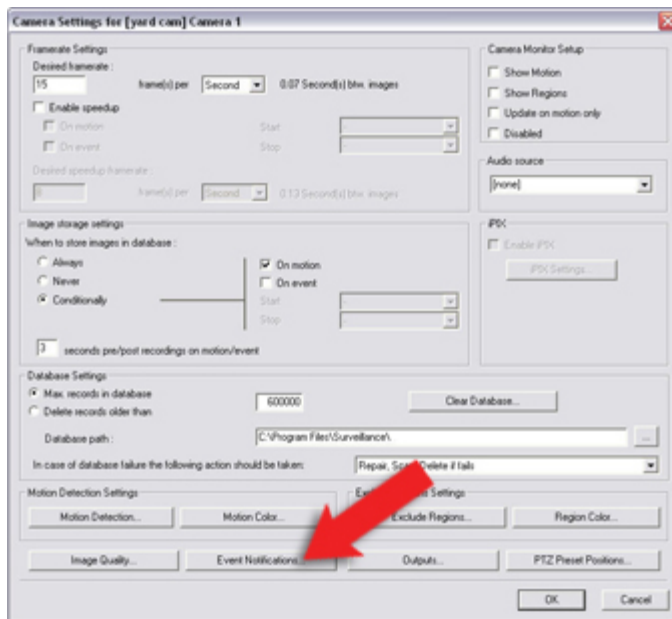 Camera Settings for [yard cam] Camera 1
Framerate Settings
Desired framerate :
15 frame(s) per Second 0.07 Second(s) btw. images
Enable speedup
On motion Start
On event Stop
Desired speedup framerate :
8 frame(s) per Second 0.13 Second(s) btw. images
Camera Monitor Setup
Show Motion
Show Regions
Update on motion only
Disabled
Audio source
(none)
Image storage settings
When to store images in database :
Always
Never
Conditionally
On motion
On event
Start
Stop
3 seconds pre/post recordings on motion/event
iPIX
Enable iPIX
iPIX Settings...
Database Settings
Max. records in database 600000 Clear Database...
Delete records older than
Database path : C:\Program Files\Surveillance\ ...
In case of database failure the following action should be taken: Repair, Delete if fails
Motion Detection Settings
Motion Detection... Motion Color...
Settings
Exclude Regions... Region Color...
Image Quality... Event Notifications... Outputs... PTZ Preset Positions...
OK Cancel